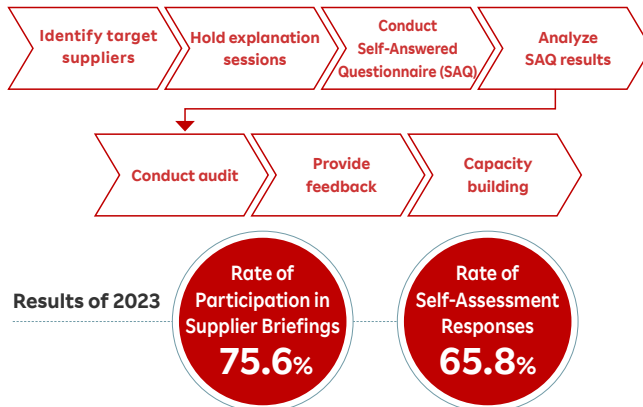 Identify target
suppliers
Hold explanation
sessions
Conduct
Self-Answered
Questionnaire (SAQ)
Analyze
SAQ results
Conduct audit
Provide
feedback
Capacity
building
Results of 2023
Rate of
Participation in
Supplier Briefings
75.6%
Rate of
Self-Assessment
Responses
65.8%